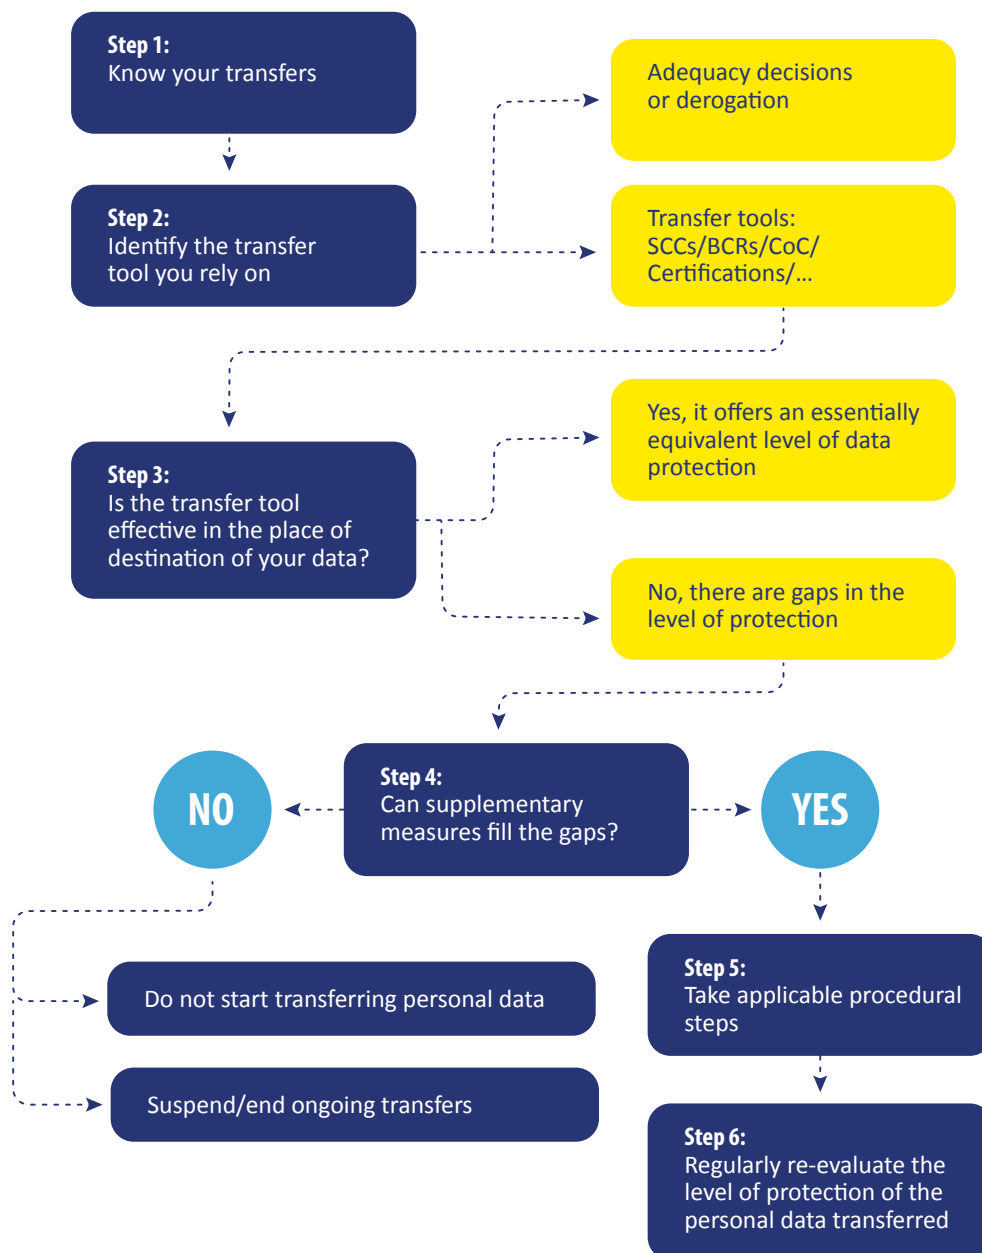 Step 1:
Know your transfers
Adequacy decisions
or derogation
Step 2:
Identify the transfer
tool you rely on
Transfer tools:
SCCs/BCRs/CoC/
Certifications/...
Step 3:
Is the transfer tool
effective in the place of
destination of your data?
Yes, it offers an essentially
equivalent level of data
protection
No, there are gaps in the
level of protection
Step 4:
Can supplementary
measures fill the gaps?
NO
YES
Do not start transferring personal data
Suspend/end ongoing transfers
Step 5:
Take applicable procedural
steps
Step 6:
Regularly re-evaluate the
level of protection of the
personal data transferred